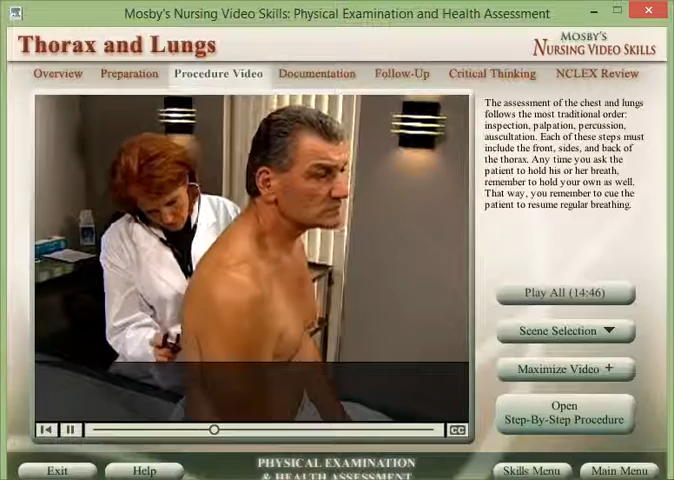 Mosby's Nursing Video Skills: Physical Examination and Health Assessment
Thorax and Lungs
MOSBY'S
NURSING VIDEO SKILLS
Overview Preparation Procedure Video Documentation Follow-Up Critical Thinking NCLEX Review
The assessment of the chest and lungs
follows the most traditional order:
inspection, palpation, percussion,
auscultation. Each of these steps must
include the front, sides, and back of
the thorax. Any time you ask the
patient to hold his or her breath,
remember to hold your own as well.
That way, you remember to cue the
patient to resume regular breathing.
Play All (14:46)
Scene Selection
Maximize Video +
Open
Step-By-Step Procedure
CC
Exit Help PHYSICAL EXAMINATION
& HEALTH ASSESSMENT
Skills Menu Main Menu